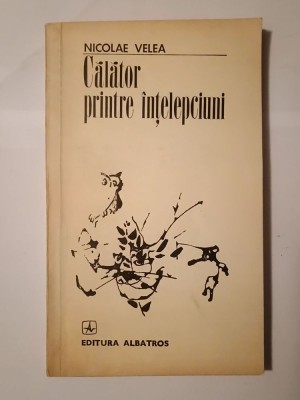 NICOLAE VELEA
Călător
printre înțelepciuni
EDITURA ALBATROS